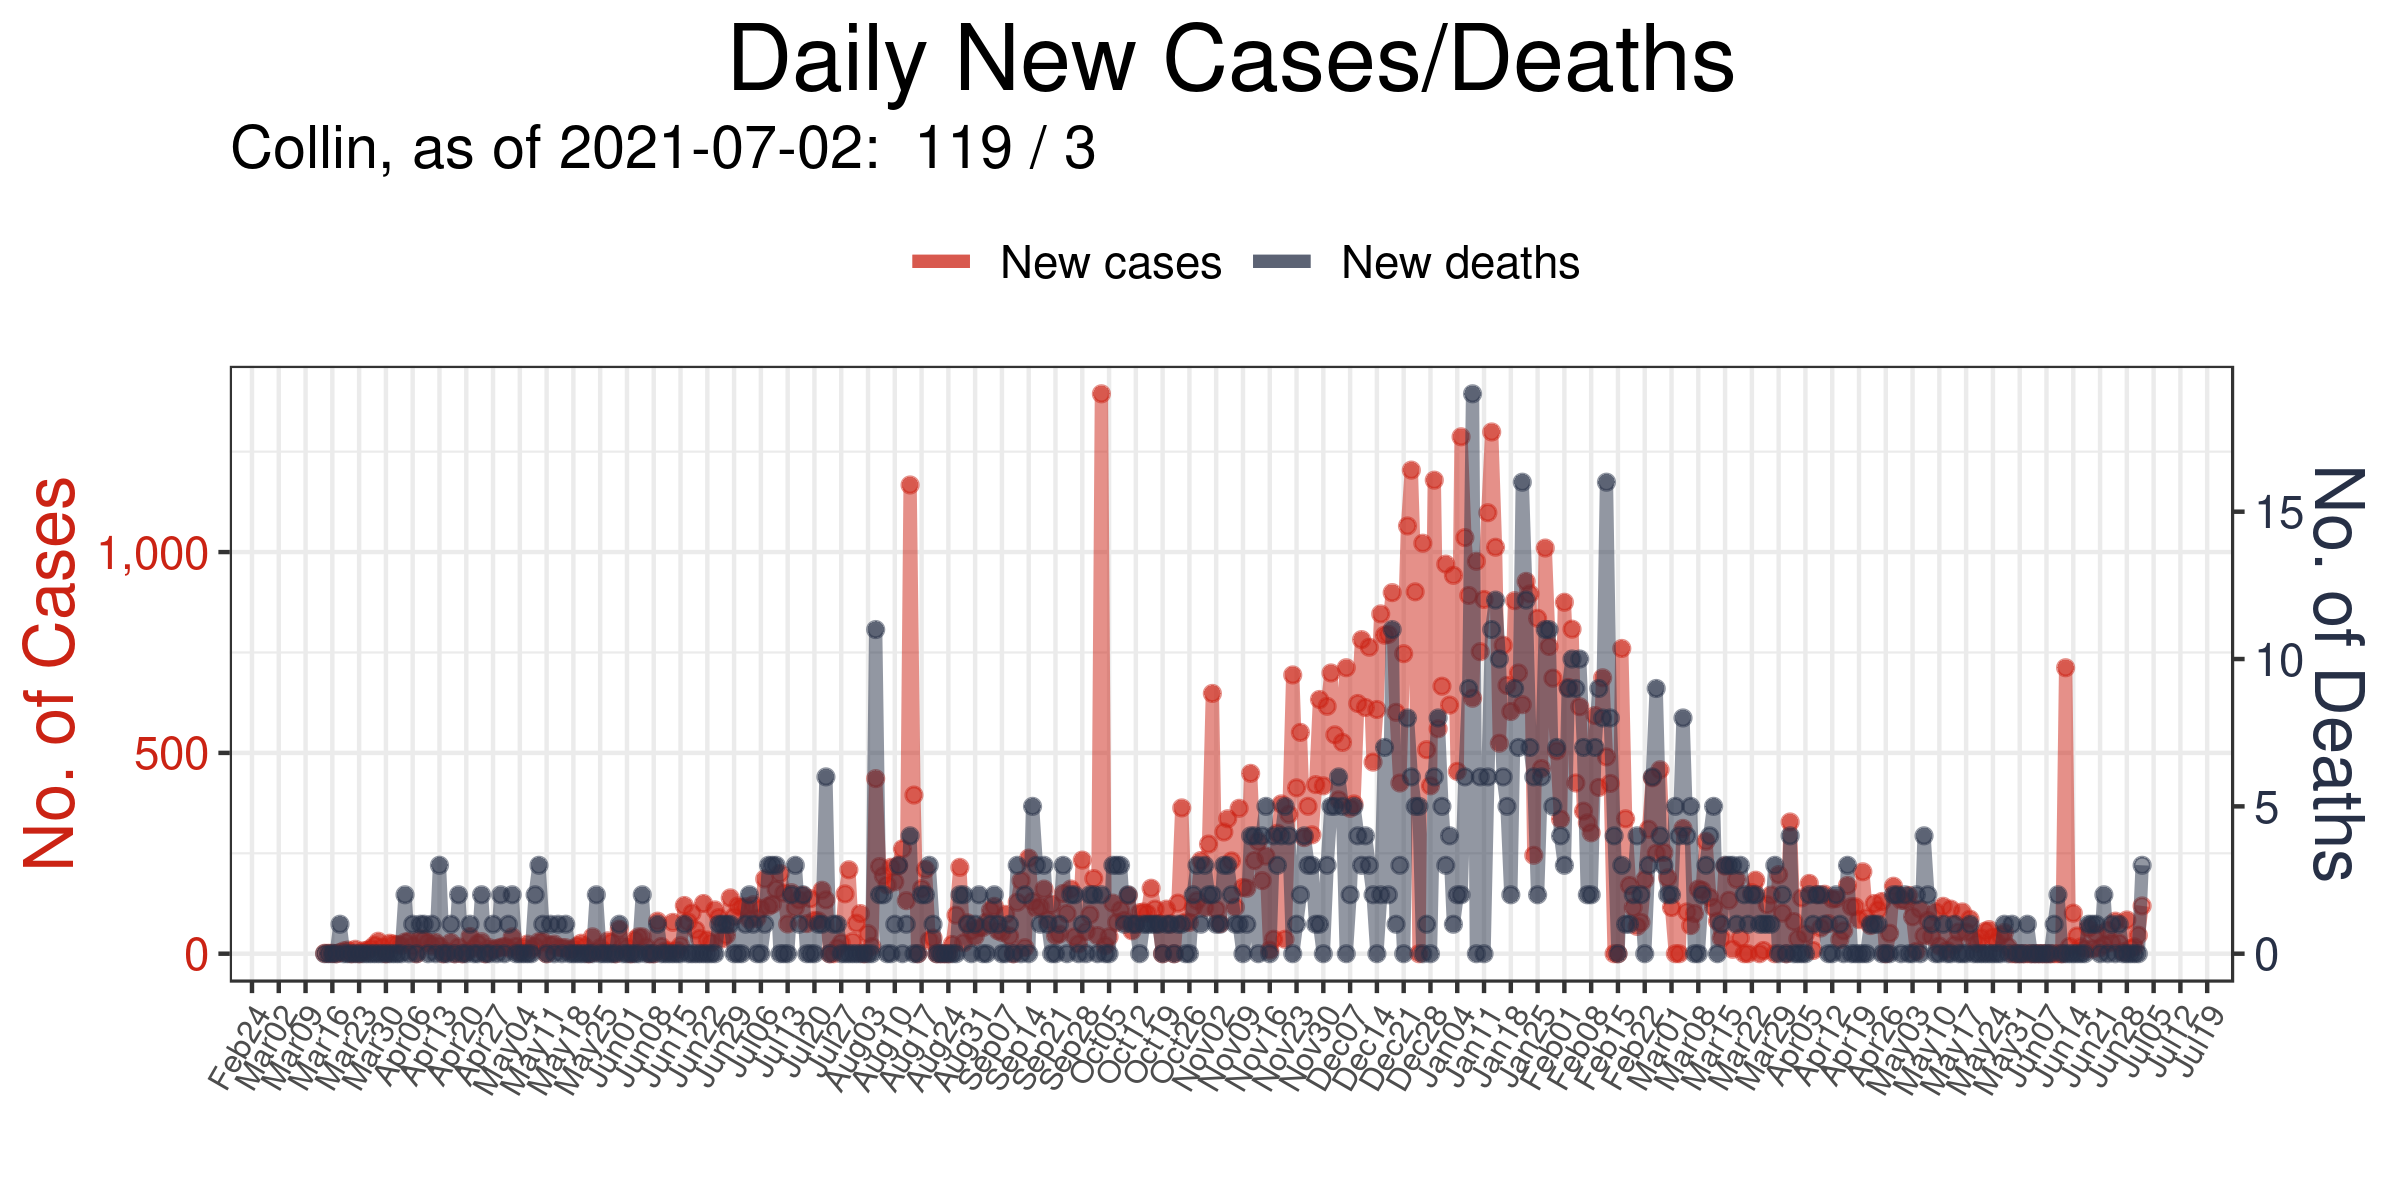 Daily New Cases/Deaths
Collin, as of 2021-07-02:  119 / 3
New cases
New deaths
No. of Cases
1,000
500
0
15
10
5
0
No. of Deaths
Feb24
Mar02
Mar09
Mar16
Mar23
Mar30
Apr06
Apr13
Apr20
Apr27
May04
May11
May18
May25
Jun01
Jun08
Jun15
Jun22
Jun29
Jul06
Jul13
Jul20
Jul27
Aug03
Aug10
Aug17
Aug24
Aug31
Sep07
Sep14
Sep21
Sep28
Oct05
Oct12
Oct19
Oct26
Nov02
Nov09
Nov16
Nov23
Nov30
Dec07
Dec14
Dec21
Dec28
Jan04
Jan11
Jan18
Jan25
Feb01
Feb08
Feb15
Feb22
Mar01
Mar08
Mar15
Mar22
Mar29
Apr05
Apr12
Apr19
Apr26
May03
May10
May17
May24
May31
Jun07
Jun14
Jun21
Jun28
Jul05
Jul12
Jul19